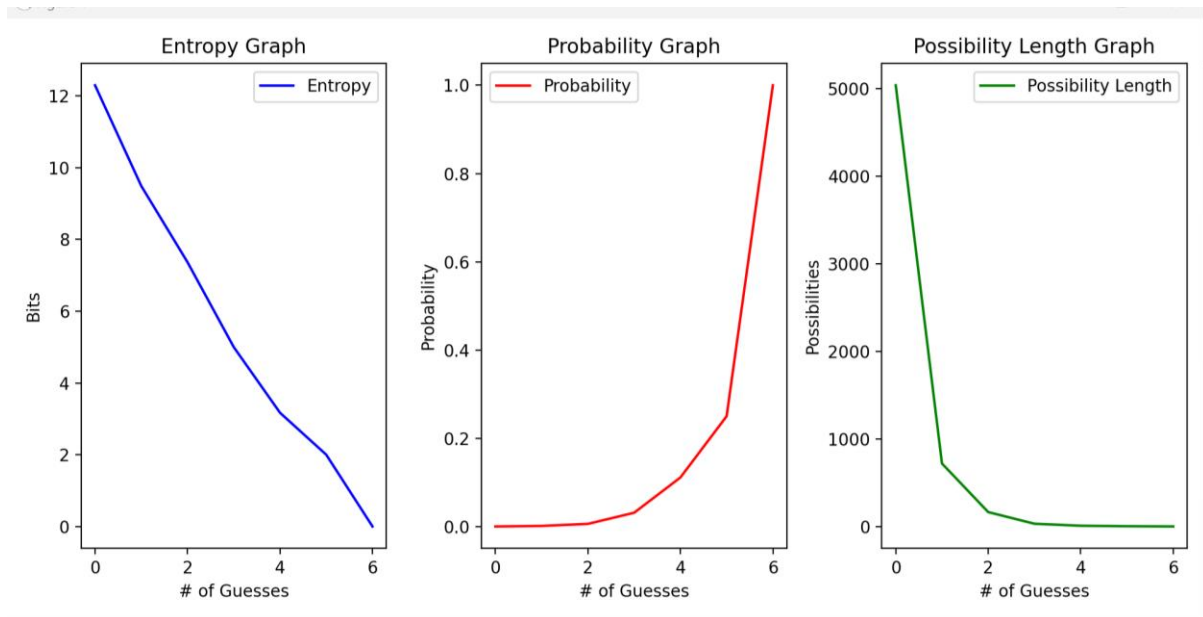 Entropy Graph
Entropy
12
10
8
6
4
2
0
Bits
0 2 4 6
# of Guesses
Probability Graph
Probability
1.0
0.8
0.6
0.4
0.2
0.0
Probability
0 2 4 6
# of Guesses
Possibility Length Graph
Possibility Length
5000
4000
3000
2000
1000
0
Possibilities
0 2 4 6
# of Guesses